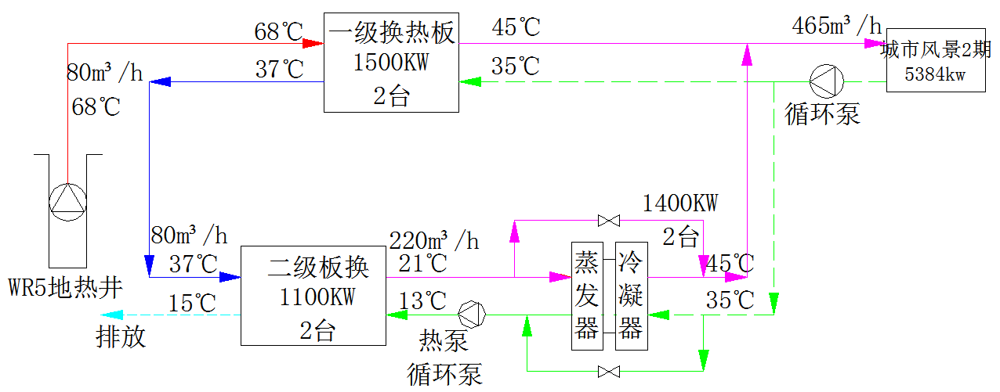 68℃
一级换热板
1500KW
2台
45℃
465m³/h
城市风景2期
5384kw
80m³/h
68℃
37℃
35℃
循环泵
WR5地热井
80m³/h
37℃
15℃
排放
二级板换
1100KW
2台
220m³/h
21℃
13℃
热泵
循环泵
1400KW
2台
蒸发器
冷凝器
45℃
35℃